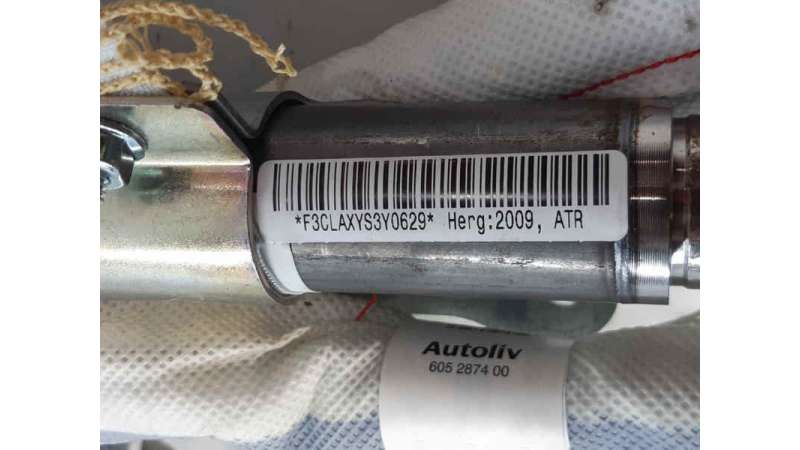 *F3CLAXYS3Y0629* Herg:2009, ATR
Autoliv
605 2874 00